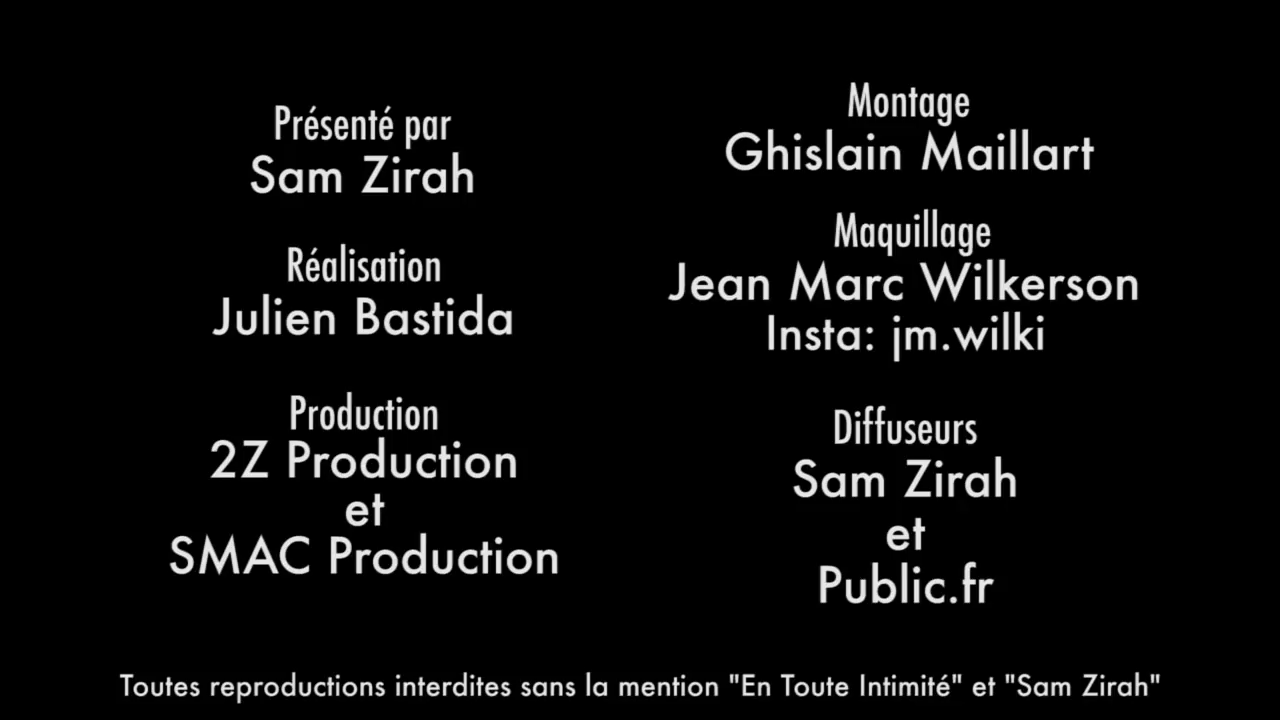 Présenté par
Sam Zirah
Réalisation
Julien Bastida
Production
2Z Production
et
SMAC Production
Montage
Ghislain Maillart
Maquillage
Jean Marc Wilkerson
Insta: jm.wilki
Diffuseurs
Sam Zirah
et
Public.fr
Toutes reproductions interdites sans la mention "En Toute Intimité" et "Sam Zirah"